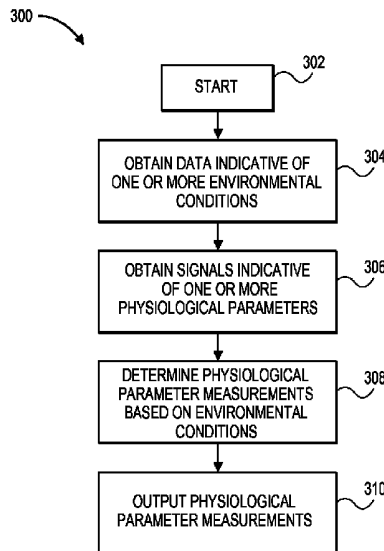 300
302
START
304
OBTAIN DATA INDICATIVE OF
ONE OR MORE ENVIRONMENTAL
CONDITIONS
306
OBTAIN SIGNALS INDICATIVE
OF ONE OR MORE
PHYSIOLOGICAL PARAMETERS
308
DETERMINE PHYSIOLOGICAL
PARAMETER MEASUREMENTS
BASED ON ENVIRONMENTAL
CONDITIONS
310
OUTPUT PHYSIOLOGICAL
PARAMETER MEASUREMENTS